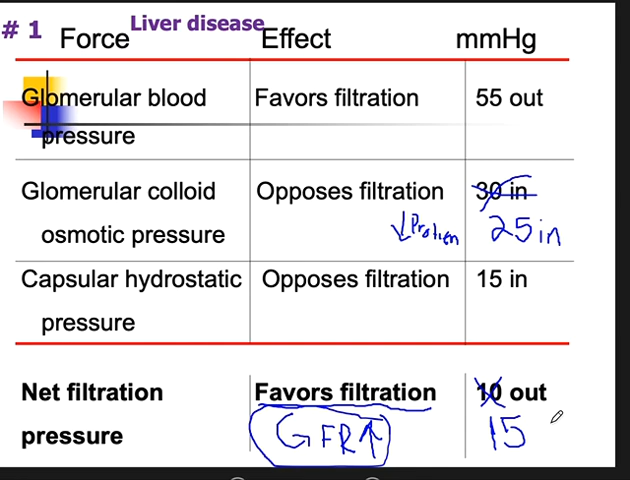 # 1 Liver disease
Force Effect mmHg
Glomerular blood Favors filtration 55 out
pressure
Glomerular colloid Opposes filtration 30 in
osmotic pressure ↓ Protien 25 in
Capsular hydrostatic Opposes filtration 15 in
pressure
Net filtration Favors filtration 10 out
pressure GFR↑ 15